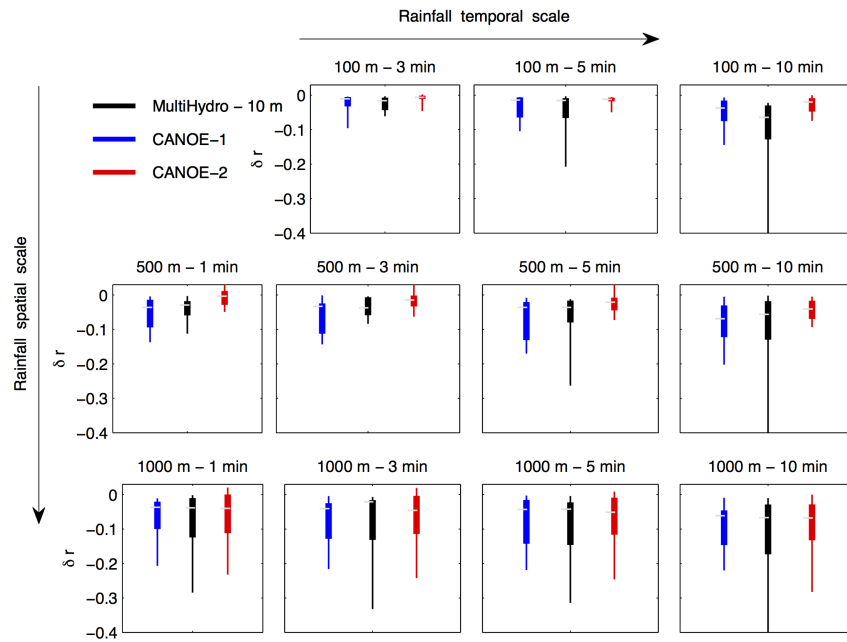 Rainfall temporal scale
Rainfall spatial scale
MultiHydro – 10 m
CANOE–1
CANOE–2
100 m – 3 min
100 m – 5 min
100 m – 10 min
0
−0.1
−0.2
−0.3
−0.4
δ r
500 m – 1 min
500 m – 3 min
500 m – 5 min
500 m – 10 min
0
−0.1
−0.2
−0.3
−0.4
δ r
1000 m – 1 min
1000 m – 3 min
1000 m – 5 min
1000 m – 10 min
0
−0.1
−0.2
−0.3
−0.4
δ r